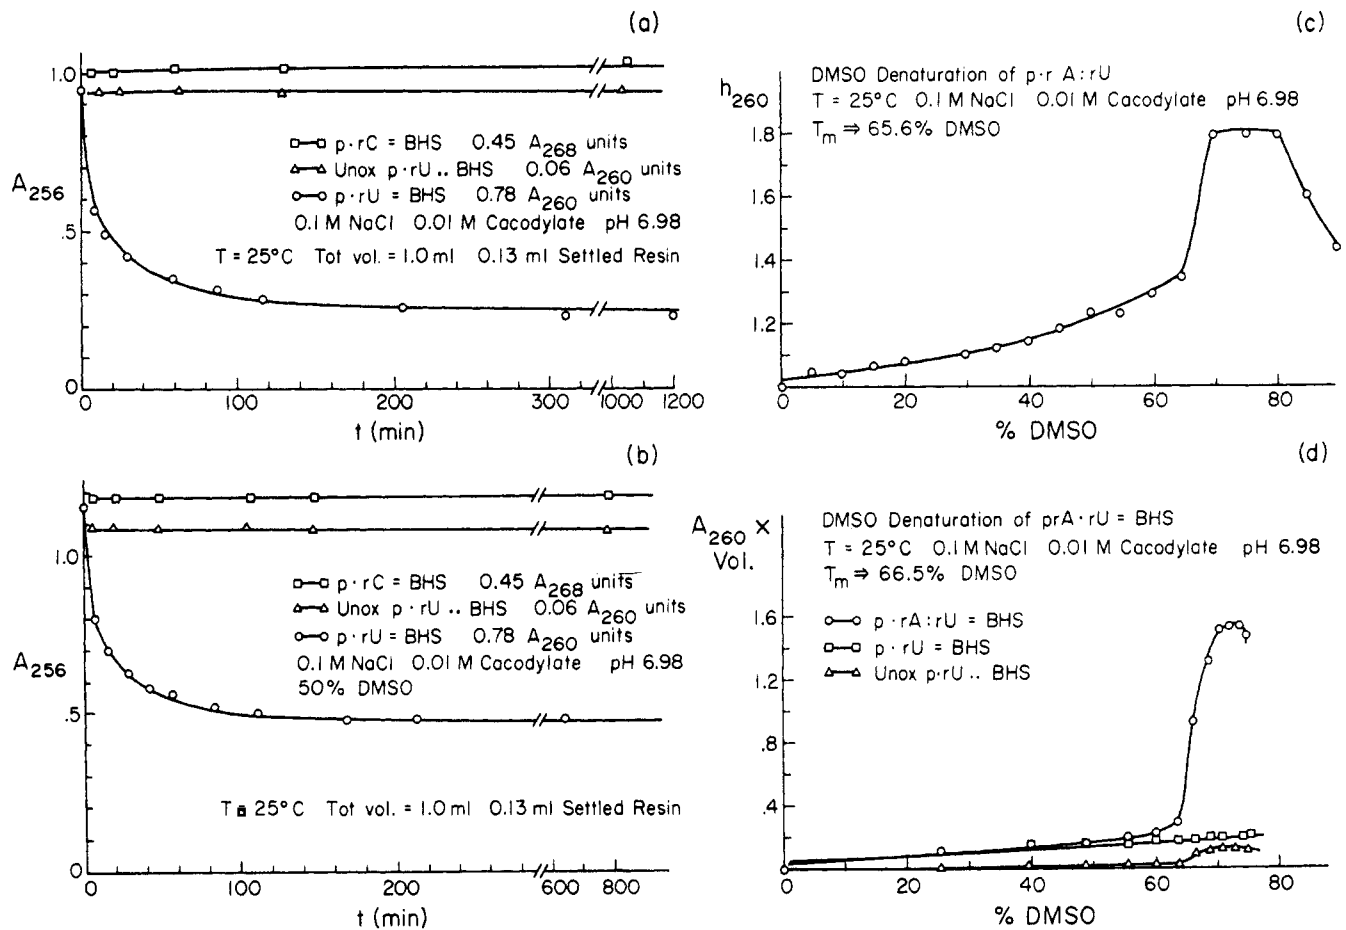 (a)
1.0
.5
0
A256
□—□ p·rC = BHS 0.45 A268 units
△—△ Unox p·rU.. BHS 0.06 A260 units
○—○ p·rU = BHS 0.78 A260 units
0.1 M NaCl 0.01 M Cacodylate pH 6.98
T = 25°C Tot vol. = 1.0 ml 0.13 ml Settled Resin
0 100 200 300 1000 1200
t (min)
(b)
1.0
.5
0
A256
□—□ p·rC = BHS 0.45 A268 units
△—△ Unox p·rU.. BHS 0.06 A260 units
○—○ p·rU = BHS 0.78 A260 units
0.1 M NaCl 0.01 M Cacodylate pH 6.98
50% DMSO
T = 25°C Tot vol. = 1.0 ml 0.13 ml Settled Resin
0 100 200 600 800
t (min)
(c)
h260
DMSO Denaturation of p·r A:rU
T = 25°C 0.1 M NaCl 0.01 M Cacodylate pH 6.98
Tm ⇒ 65.6% DMSO
1.8
1.6
1.4
1.2
0 20 40 60 80
% DMSO
(d)
A260 ×
Vol.
DMSO Denaturation of prA·rU = BHS
T = 25°C 0.1 M NaCl 0.01 M Cacodylate pH 6.98
Tm ⇒ 66.5% DMSO
○—○ p·rA:rU = BHS
□—□ p·rU = BHS
△—△ Unox p·rU.. BHS
1.6
1.2
.8
.4
0 20 40 60 80
% DMSO